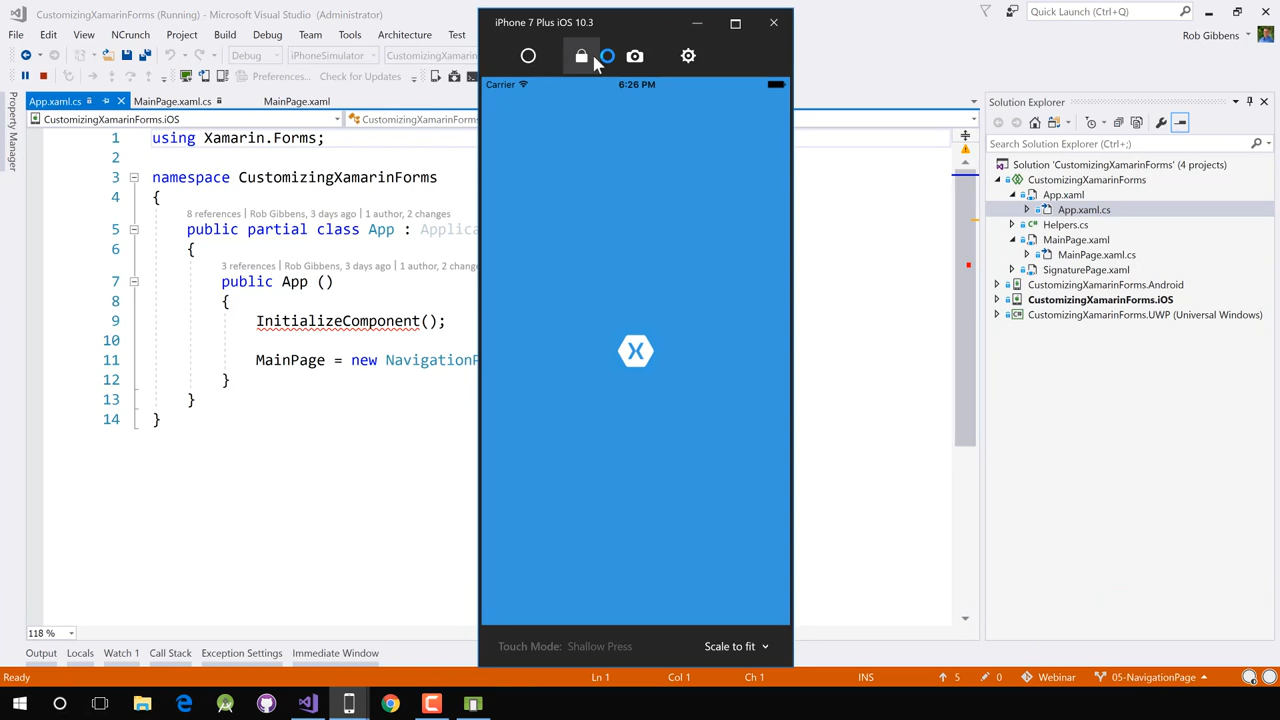 CustomizingXamarinForms (Running) - Microsoft Visual Studio (Administrator)
iPhone 7 Plus iOS 10.3
Quick Launch (Ctrl+Q)
File Edit View NCrunch Project Build Debug Team Tools Architecture Test
Rob Gibbens
Debug iPhoneSimulator CustomizingXamarinForms
Preferences... Check for Updates
App.xaml.cs MainPage.xaml.cs MainPage.xaml
CustomizingXamarinForms.iOS CustomizingXamarinForms
Property Manager
Carrier 6:26 PM
1 using Xamarin.Forms;
2
3 namespace CustomizingXamarinForms
4 {
8 references | Rob Gibbens, 3 days ago | 1 author, 2 changes
5 public partial class App : Applica
6 {
3 references | Rob Gibbens, 3 days ago | 1 author, 2 chang
7 public App ()
8 {
9 InitializeComponent();
10
11 MainPage = new NavigationP
12 }
13 }
14 }
X
Touch Mode: Shallow Press Scale to fit
Solution Explorer
Search Solution Explorer (Ctrl+;)
Solution 'CustomizingXamarinForms' (4 projects)
CustomizingXamarinForms
App.xaml
App.xaml.cs
Helpers.cs
MainPage.xaml
MainPage.xaml.cs
SignaturePage.xaml
CustomizingXamarinForms.Android
CustomizingXamarinForms.iOS
CustomizingXamarinForms.UWP (Universal Windows)
118 %
Output Locals Watch 1 Call Stack Exception Settings Immediate Window
Ready Ln 1 Col 1 Ch 1 INS 5 0 Webinar 05-NavigationPage